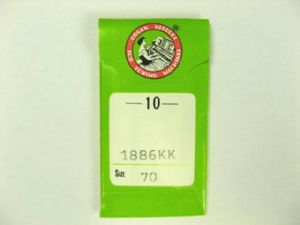 ORGAN NEEDLES
FOR SEWING MACHINES
®
10
1886KK
SIZE 70